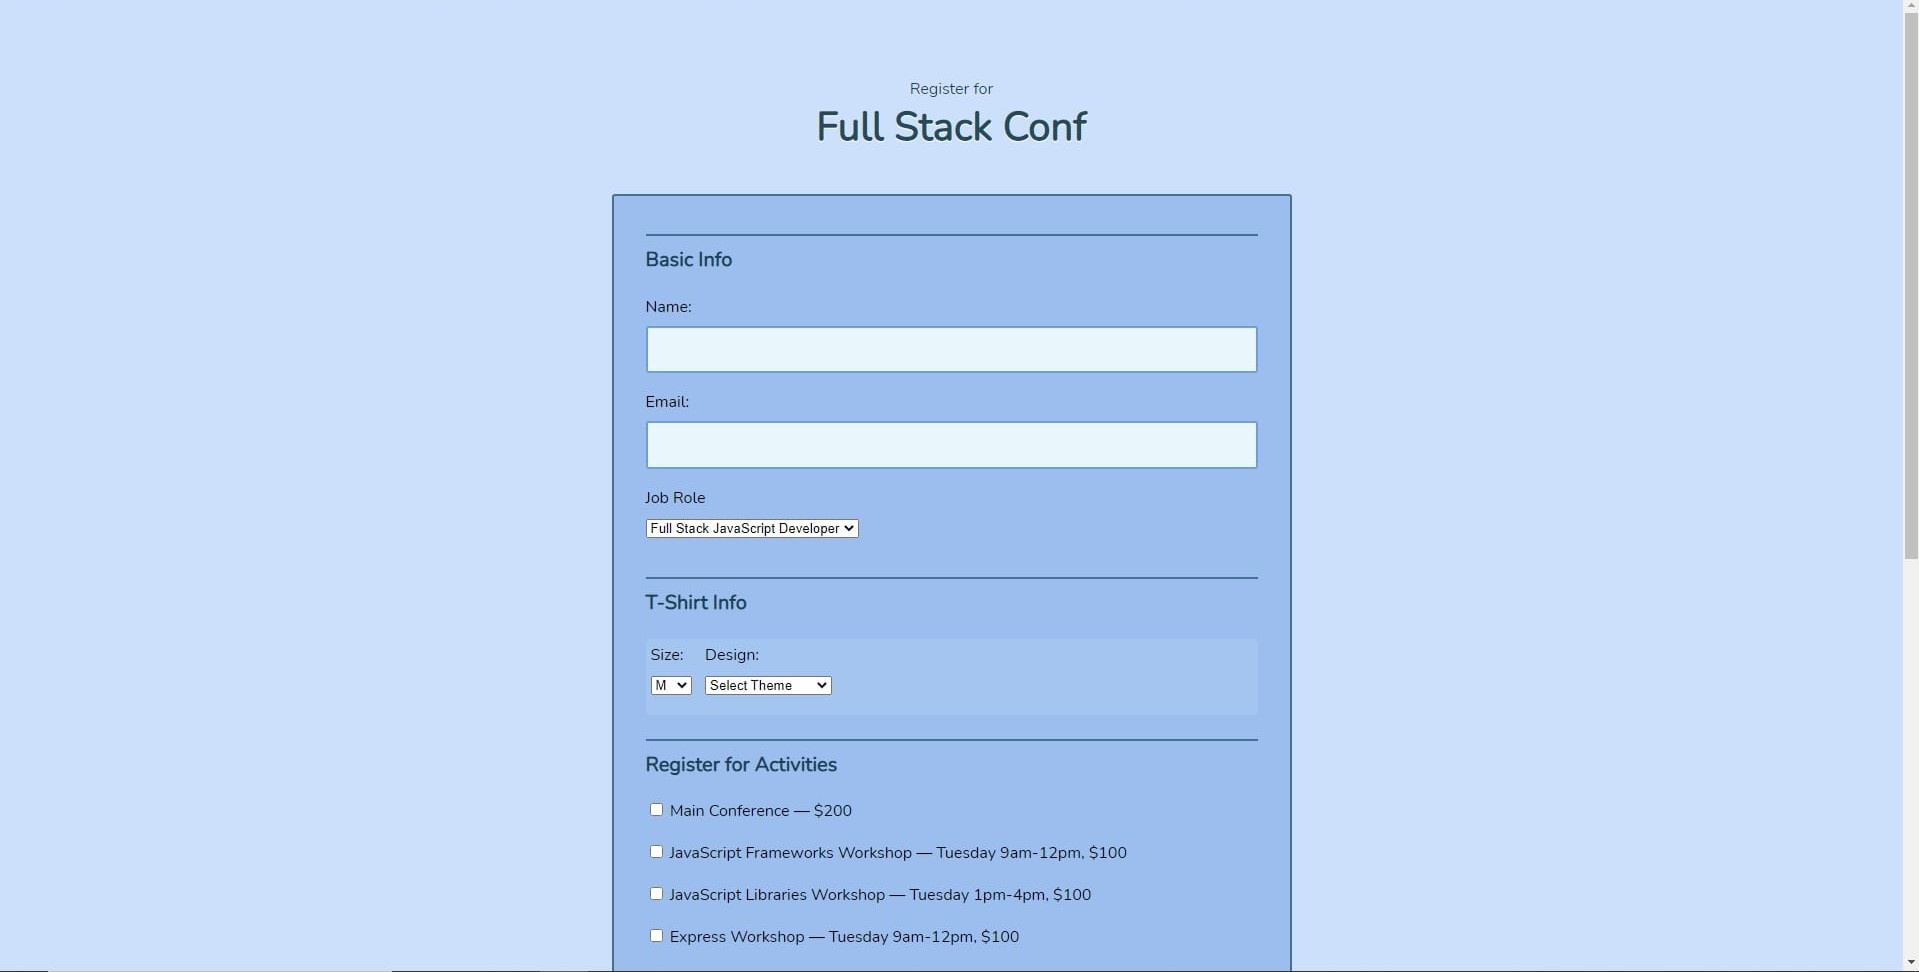 Register for
Full Stack Conf
Basic Info
Name:
Email:
Job Role
Full Stack JavaScript Developer
T-Shirt Info
Size: Design:
M Select Theme
Register for Activities
Main Conference — $200
JavaScript Frameworks Workshop — Tuesday 9am-12pm, $100
JavaScript Libraries Workshop — Tuesday 1pm-4pm, $100
Express Workshop — Tuesday 9am-12pm, $100